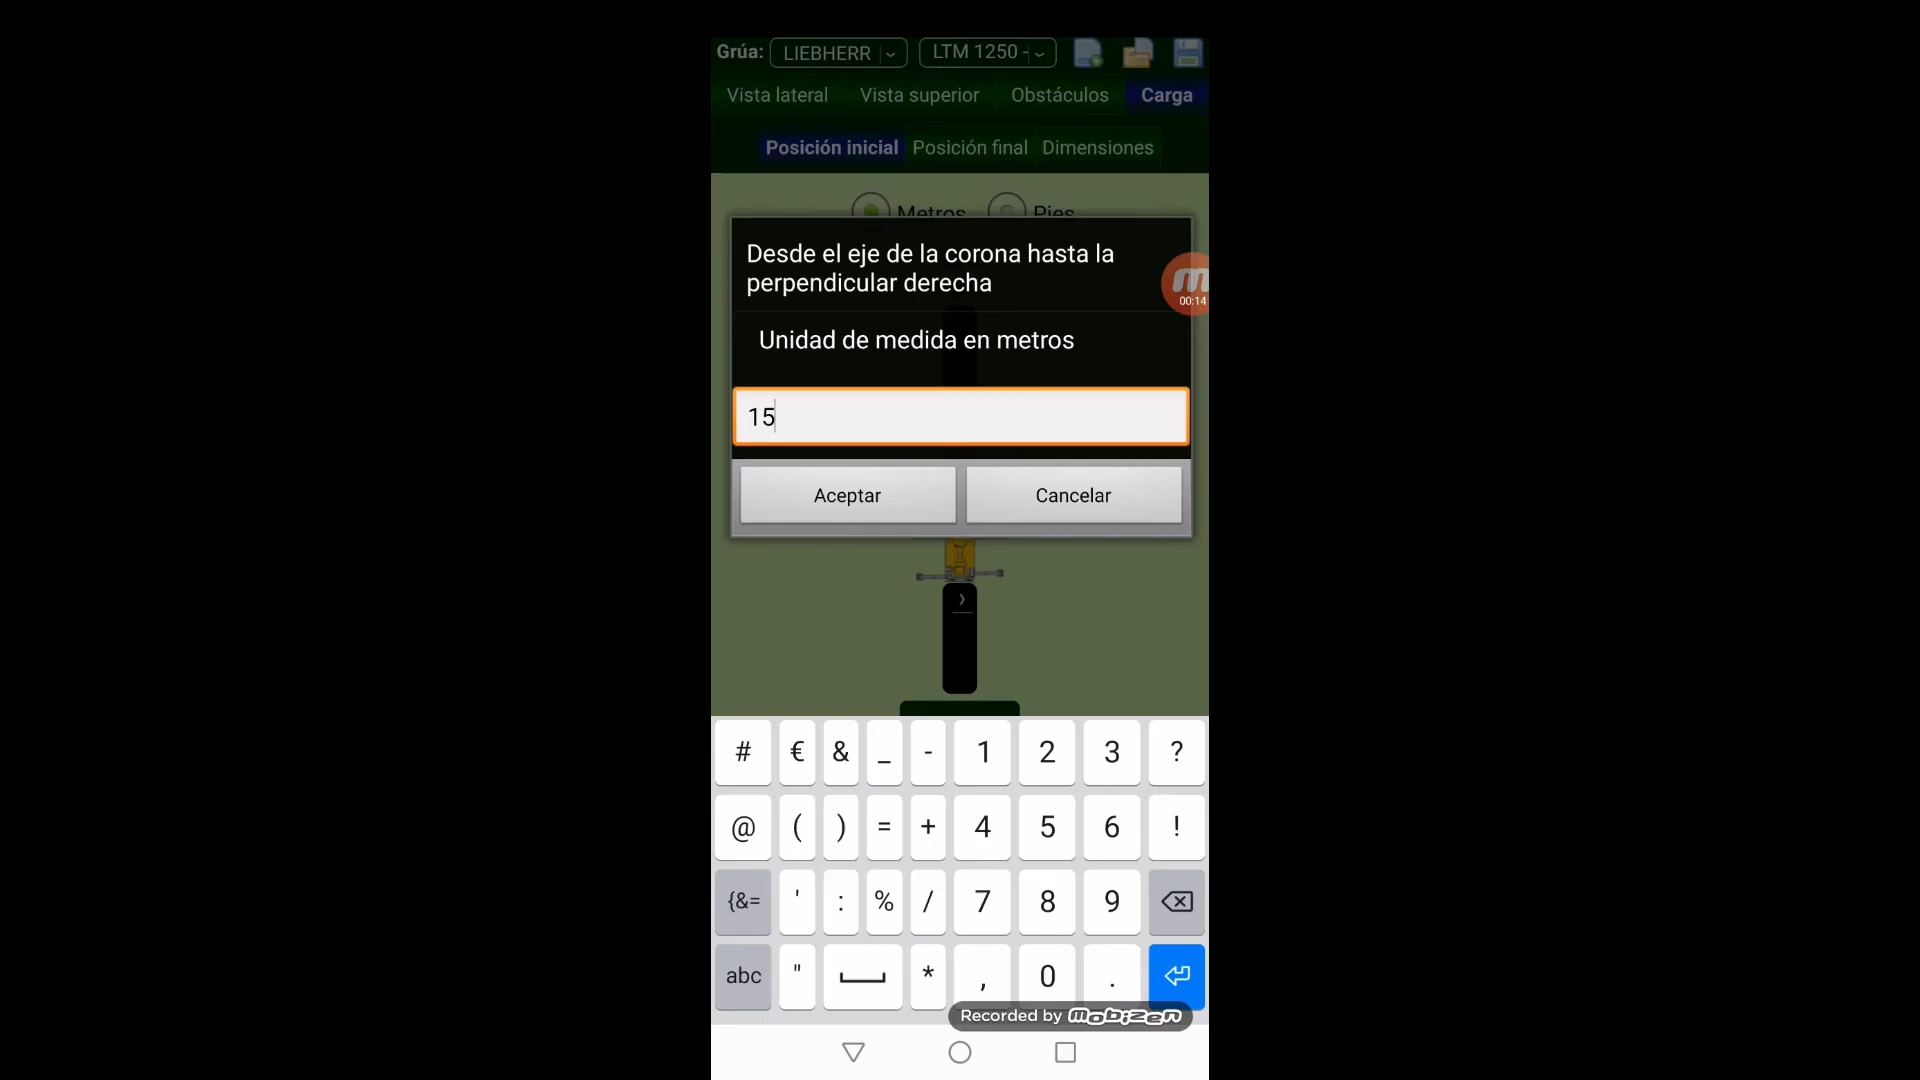 Grúa: LIEBHERR LTM 1250 -
Vista lateral Vista superior Obstáculos Carga
Posición inicial Posición final Dimensiones
Metros Pies
Desde el eje de la corona hasta la
perpendicular derecha
00:14
Unidad de medida en metros
15
Aceptar Cancelar
# € & _ - 1 2 3 ?
@ ( ) = + 4 5 6 !
{&= ' : % / 7 8 9
abc " * , 0 .
Recorded by mobizen